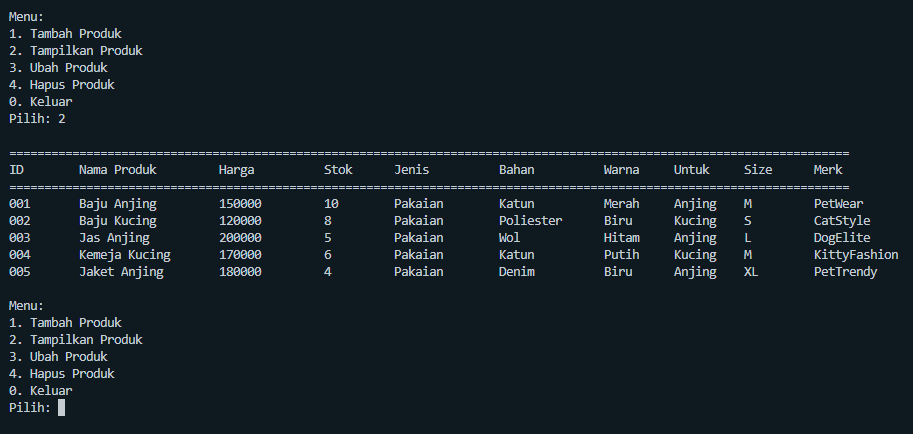 Menu:
1. Tambah Produk
2. Tampilkan Produk
3. Ubah Produk
4. Hapus Produk
0. Keluar
Pilih: 2
========================================================================================================================
ID        Nama Produk         Harga          Stok      Jenis          Bahan          Warna     Untuk     Size      Merk
========================================================================================================================
001       Baju Anjing         150000         10        Pakaian        Katun          Merah     Anjing    M         PetWear
002       Baju Kucing         120000         8         Pakaian        Poliester      Biru      Kucing    S         CatStyle
003       Jas Anjing          200000         5         Pakaian        Wol            Hitam     Anjing    L         DogElite
004       Kemeja Kucing       170000         6         Pakaian        Katun          Putih     Kucing    M         KittyFashion
005       Jaket Anjing        180000         4         Pakaian        Denim          Biru      Anjing    XL        PetTrendy
Menu:
1. Tambah Produk
2. Tampilkan Produk
3. Ubah Produk
4. Hapus Produk
0. Keluar
Pilih: